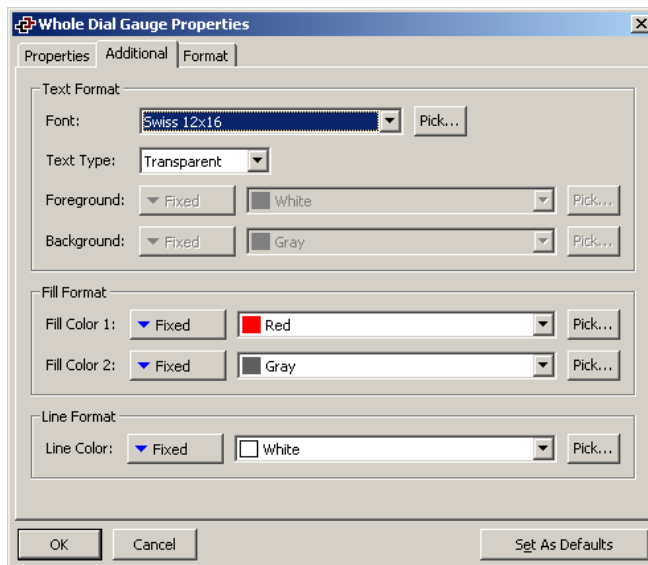 Whole Dial Gauge Properties
Properties Additional Format
Text Format
Font: Swiss 12x16 Pick...
Text Type: Transparent
Foreground: Fixed White Pick...
Background: Fixed Gray Pick...
Fill Format
Fill Color 1: Fixed Red Pick...
Fill Color 2: Fixed Gray Pick...
Line Format
Line Color: Fixed White Pick...
OK Cancel Set As Defaults